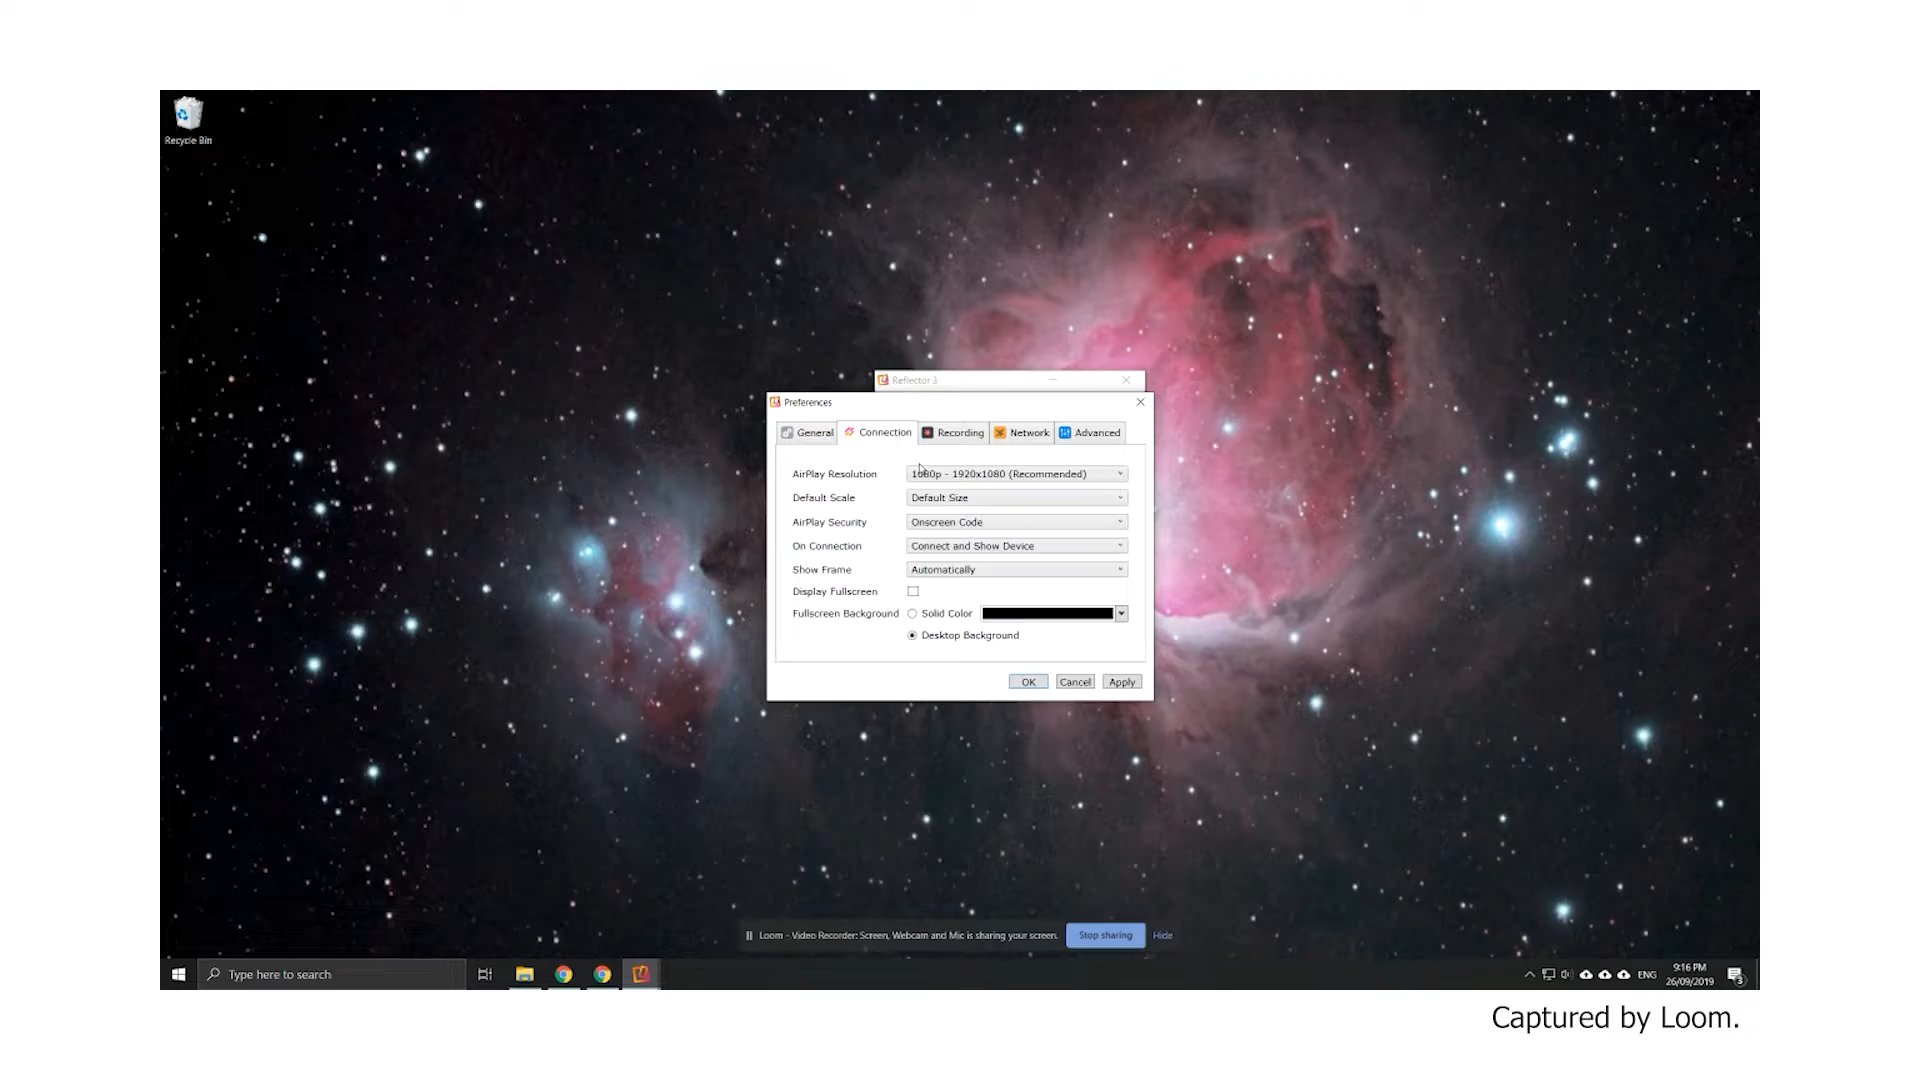 Recycle Bin
Reflector 3
Preferences
General
Connection
Recording
Network
Advanced
AirPlay Resolution
1080p - 1920x1080 (Recommended)
Default Scale
Default Size
AirPlay Security
Onscreen Code
On Connection
Connect and Show Device
Show Frame
Automatically
Display Fullscreen
Fullscreen Background
Solid Color
Desktop Background
OK
Cancel
Apply
Loom - Video Recorder: Screen, Webcam and Mic is sharing your screen.
Stop sharing
Hide
Type here to search
ENG
9:16 PM
26/09/2019
3
Captured by Loom.